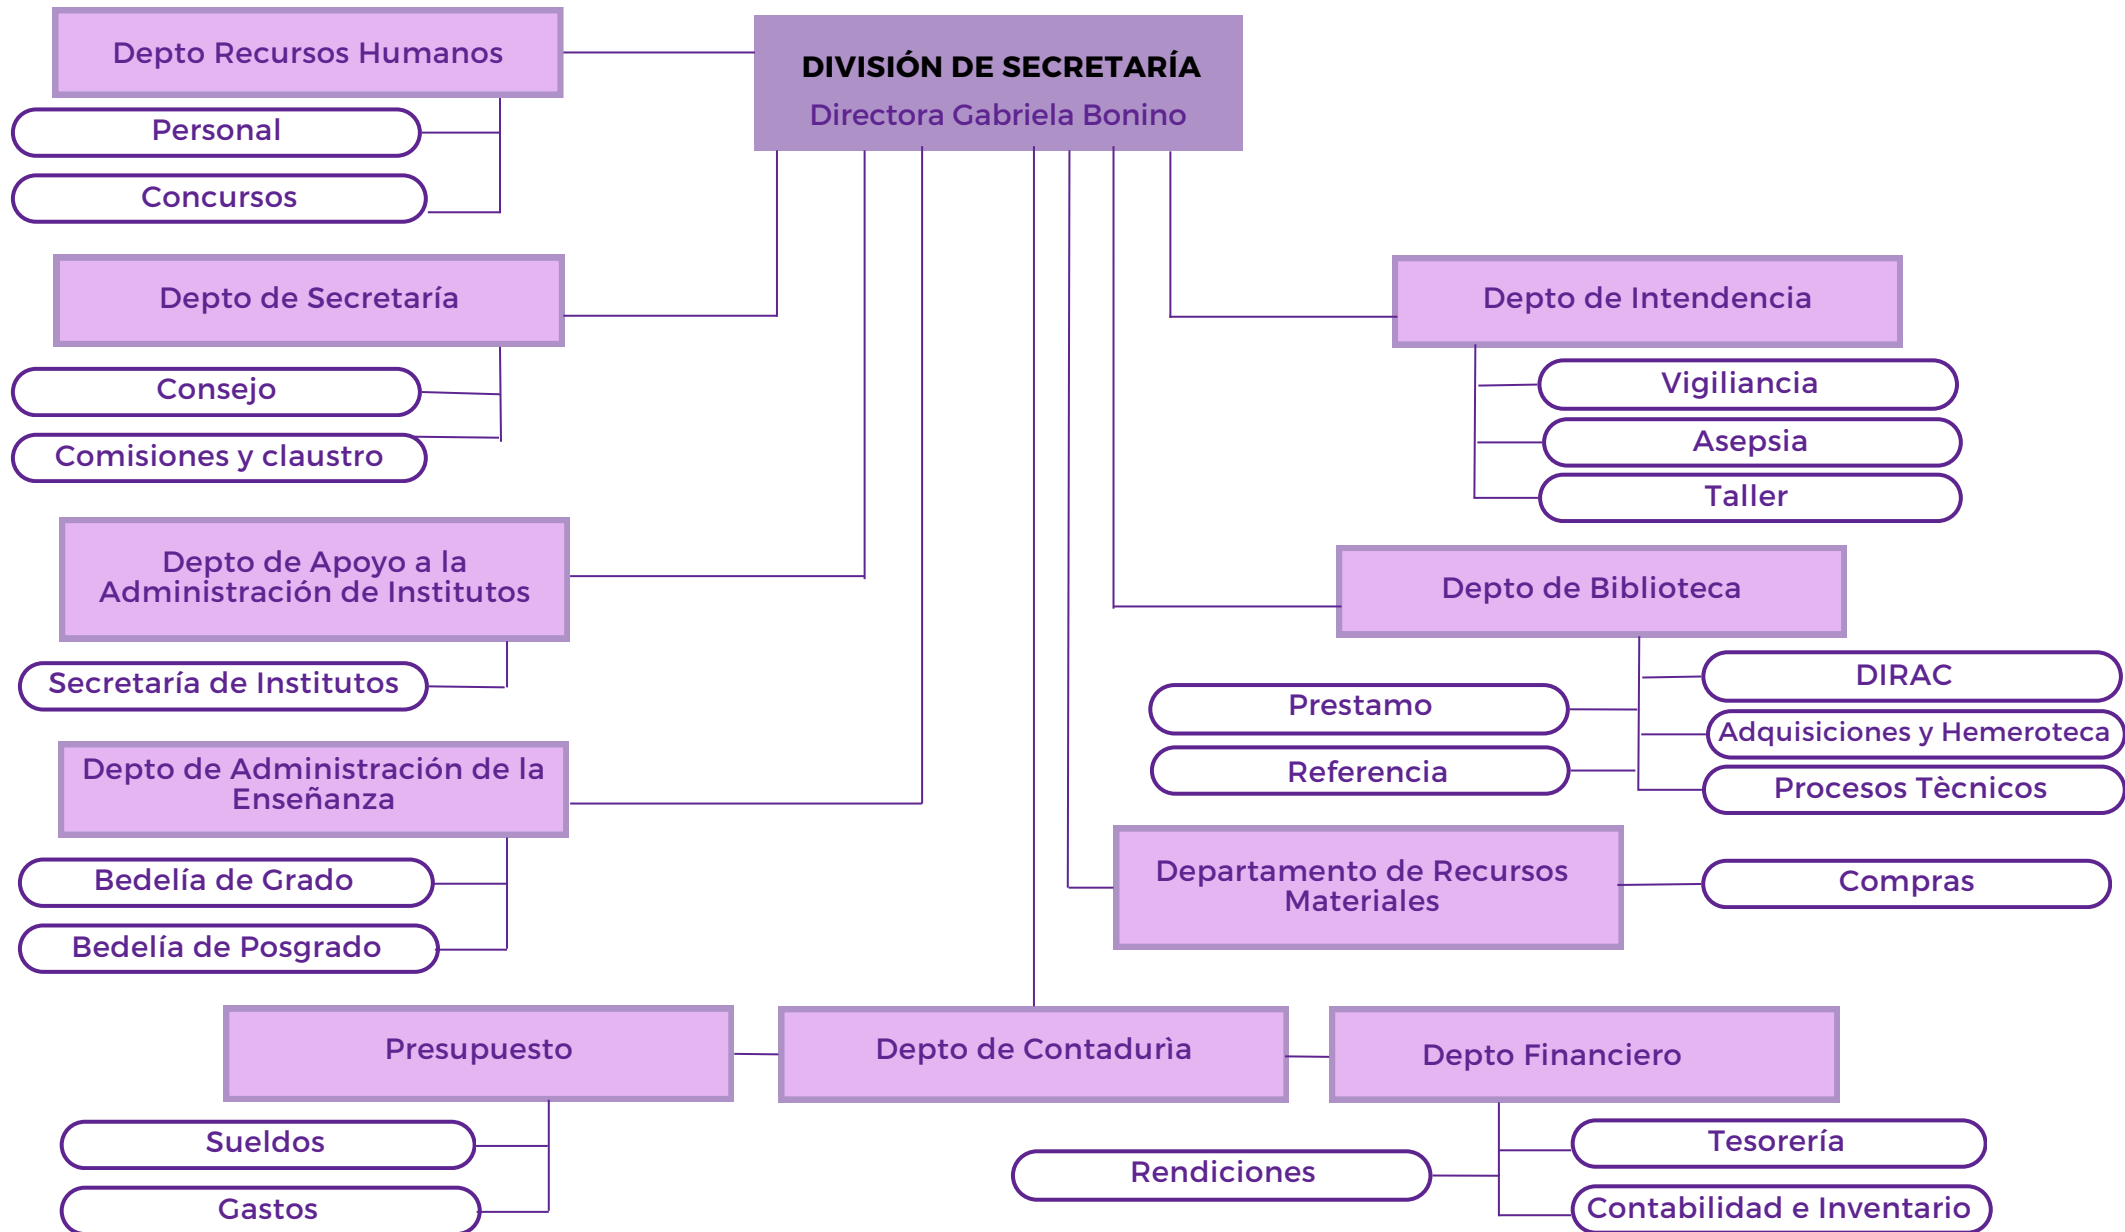 DIVISIÓN DE SECRETARÍA
Directora Gabriela Bonino
Depto Recursos Humanos
Personal
Concursos
Depto de Secretaría
Consejo
Comisiones y claustro
Depto de Apoyo a la
Administración de Institutos
Secretaría de Institutos
Depto de Administración de la
Enseñanza
Bedelía de Grado
Bedelía de Posgrado
Depto de Intendencia
Vigiliancia
Asepsia
Taller
Depto de Biblioteca
Prestamo
Referencia
DIRAC
Adquisiciones y Hemeroteca
Procesos Tècnicos
Departamento de Recursos
Materiales
Compras
Presupuesto
Sueldos
Gastos
Depto de Contadurìa
Depto Financiero
Rendiciones
Tesorería
Contabilidad e Inventario